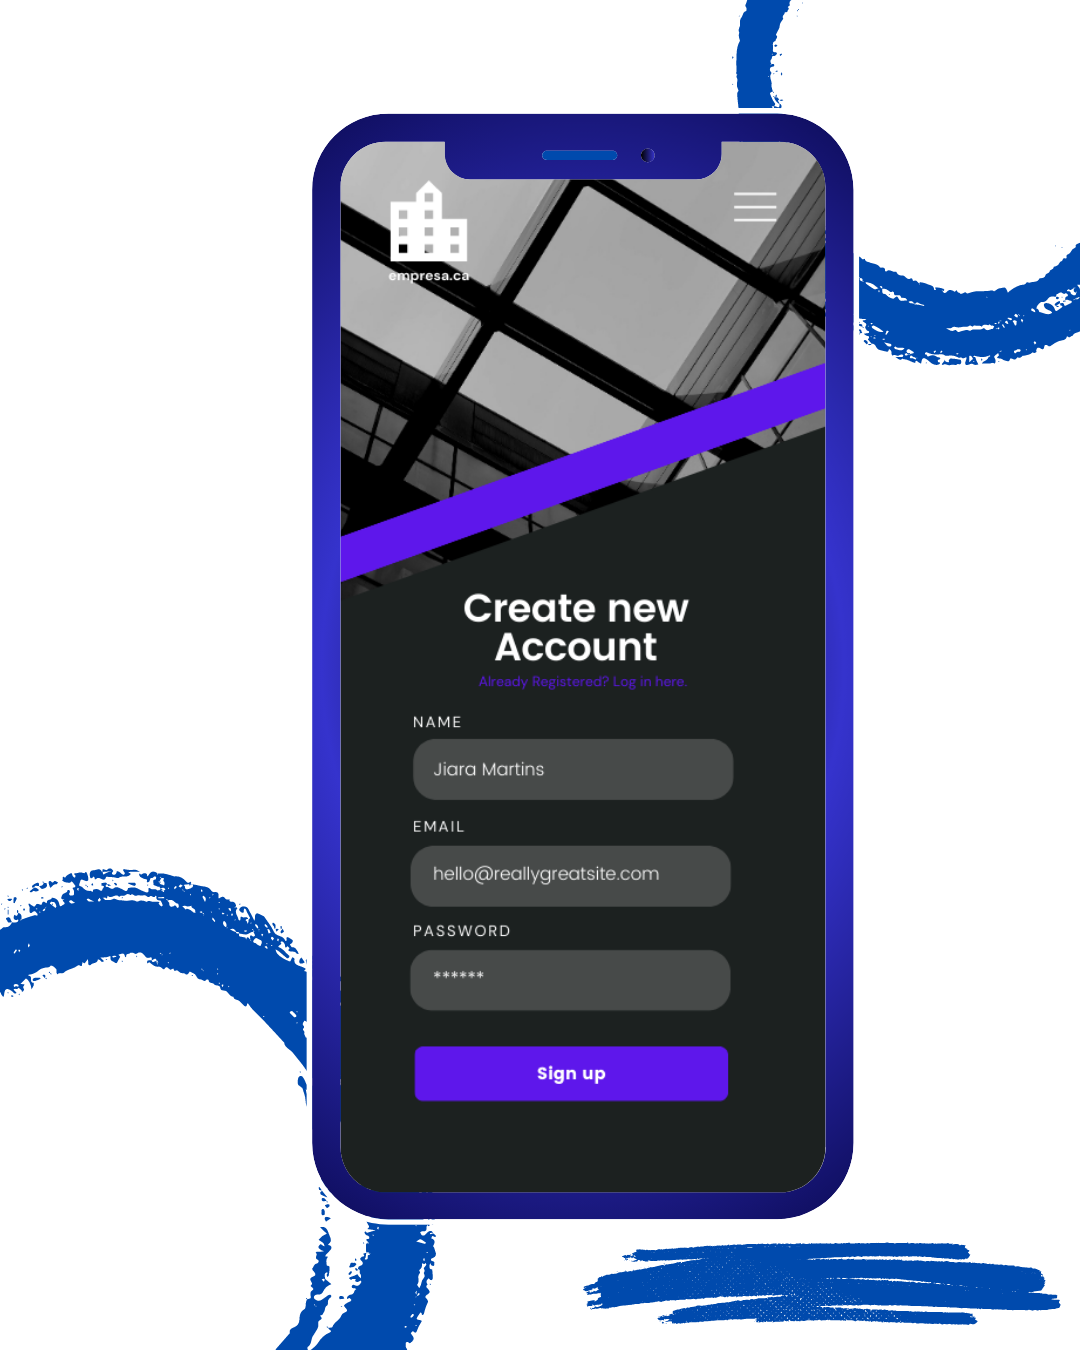 empresa.ca
Create new
Account
Already Registered? Log in here.
NAME
Jiara Martins
EMAIL
hello@reallygreatsite.com
PASSWORD
******
Sign up